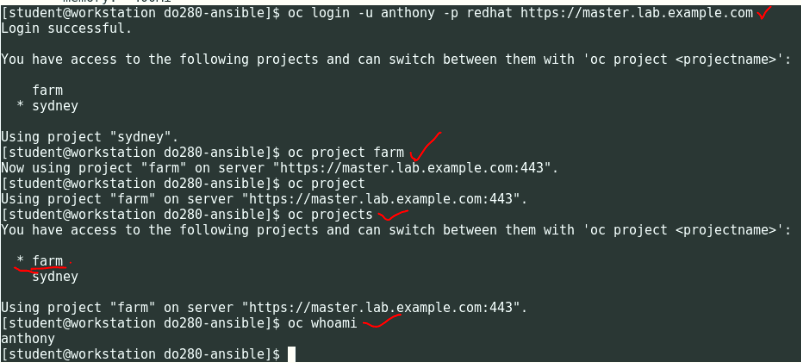 [student@workstation do280-ansible]$ oc login -u anthony -p redhat https://master.lab.example.com
Login successful.
You have access to the following projects and can switch between them with 'oc project <projectname>':
farm
* sydney
Using project "sydney".
[student@workstation do280-ansible]$ oc project farm
Now using project "farm" on server "https://master.lab.example.com:443".
[student@workstation do280-ansible]$ oc project
Using project "farm" on server "https://master.lab.example.com:443".
[student@workstation do280-ansible]$ oc projects
You have access to the following projects and can switch between them with 'oc project <projectname>':
* farm
sydney
Using project "farm" on server "https://master.lab.example.com:443".
[student@workstation do280-ansible]$ oc whoami
anthony
[student@workstation do280-ansible]$